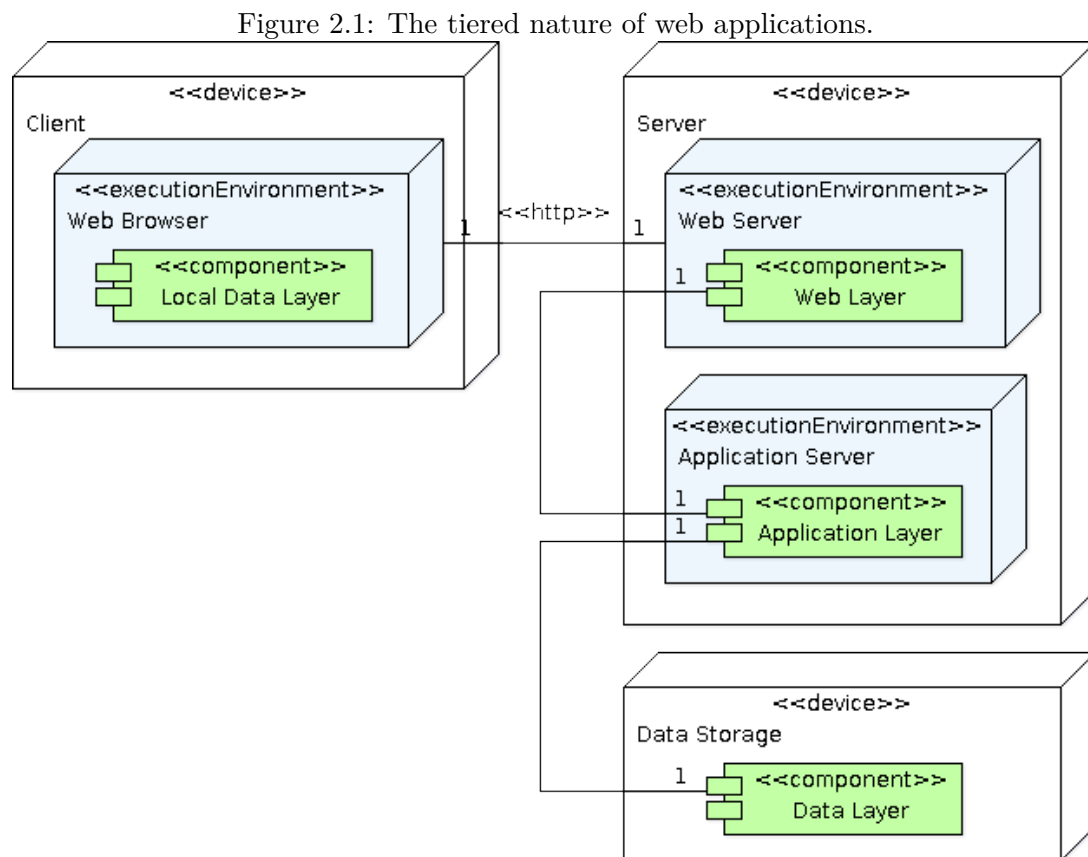 Figure 2.1: The tiered nature of web applications.
<<device>>
Client
<<executionEnvironment>>
Web Browser
<<component>>
Local Data Layer
1
<<http>>
1
<<device>>
Server
<<executionEnvironment>>
Web Server
1
<<component>>
Web Layer
<<executionEnvironment>>
Application Server
1
<<component>>
1
Application Layer
<<device>>
Data Storage
1
<<component>>
Data Layer